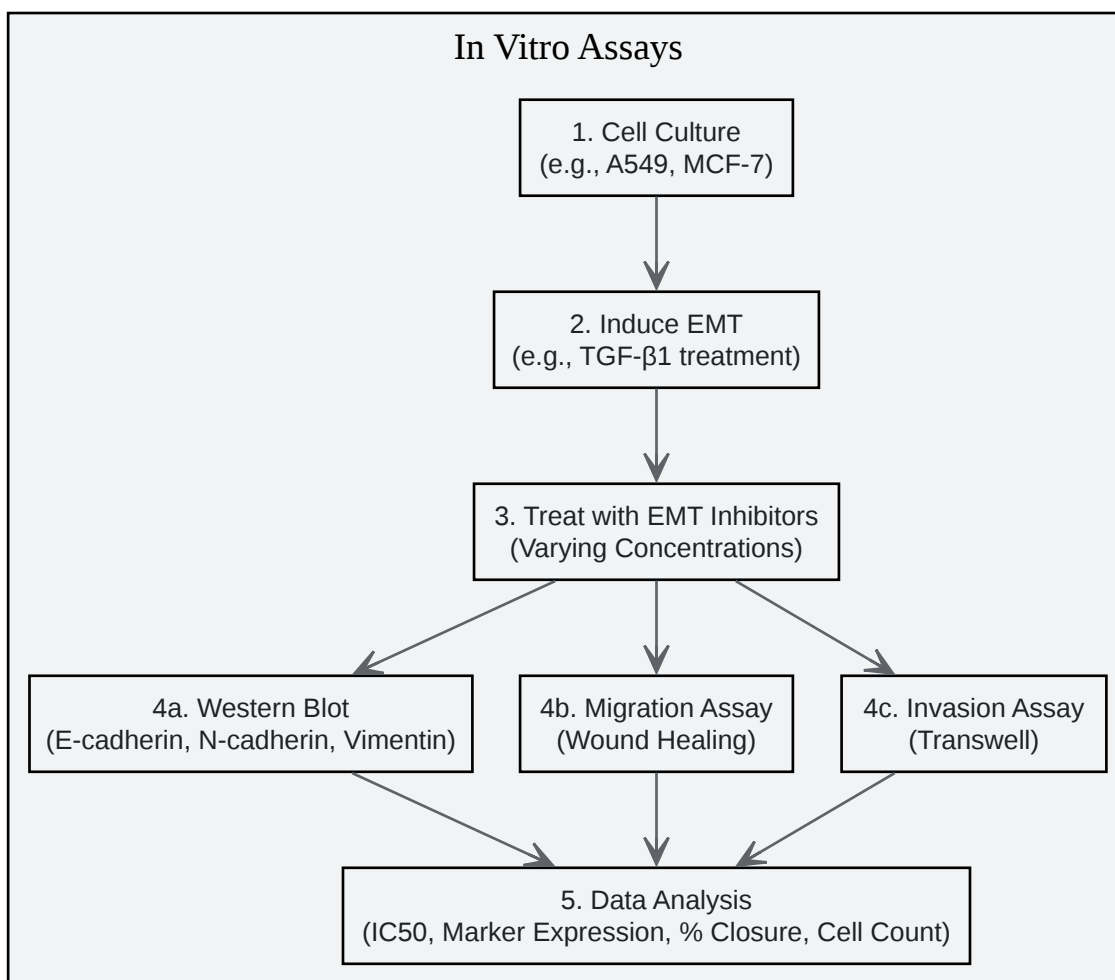 In Vitro Assays
1. Cell Culture
(e.g., A549, MCF-7)
2. Induce EMT
(e.g., TGF-β1 treatment)
3. Treat with EMT Inhibitors
(Varying Concentrations)
4a. Western Blot
(E-cadherin, N-cadherin, Vimentin)
4b. Migration Assay
(Wound Healing)
4c. Invasion Assay
(Transwell)
5. Data Analysis
(IC50, Marker Expression, % Closure, Cell Count)